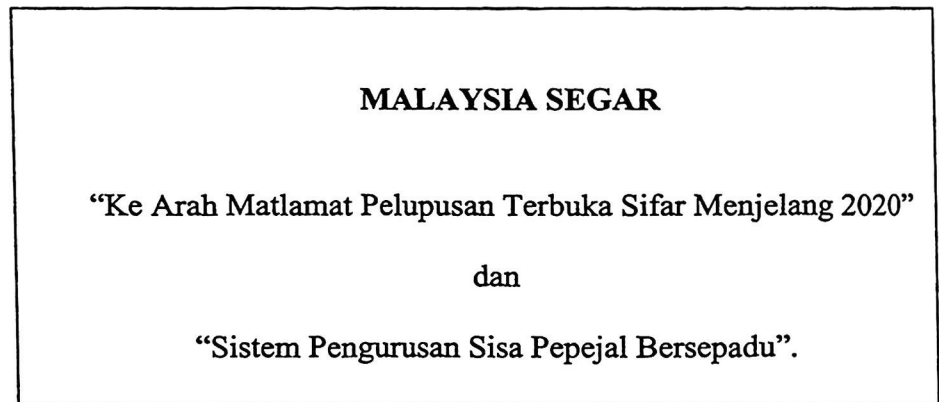 MALAYSIA SEGAR
“Ke Arah Matlamat Pelupusan Terbuka Sifar Menjelang 2020”
dan
“Sistem Pengurusan Sisa Pepejal Bersepadu”.